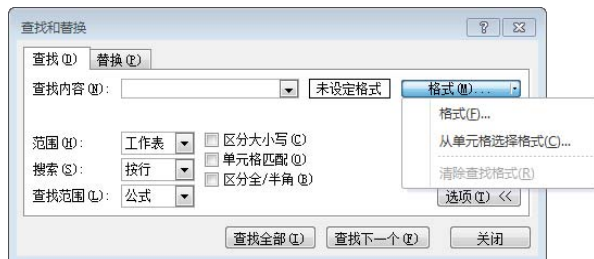 查找和替换
查找(D) 替换(P)
查找内容(N): 未设定格式 格式(M)...
格式(F)...
从单元格选择格式(C)...
清除查找格式(R)
范围(H): 工作表 区分大小写(C)
搜索(S): 按行 单元格匹配(O)
查找范围(L): 公式 区分全/半角(B)
选项(T) <<
查找全部(I) 查找下一个(F) 关闭